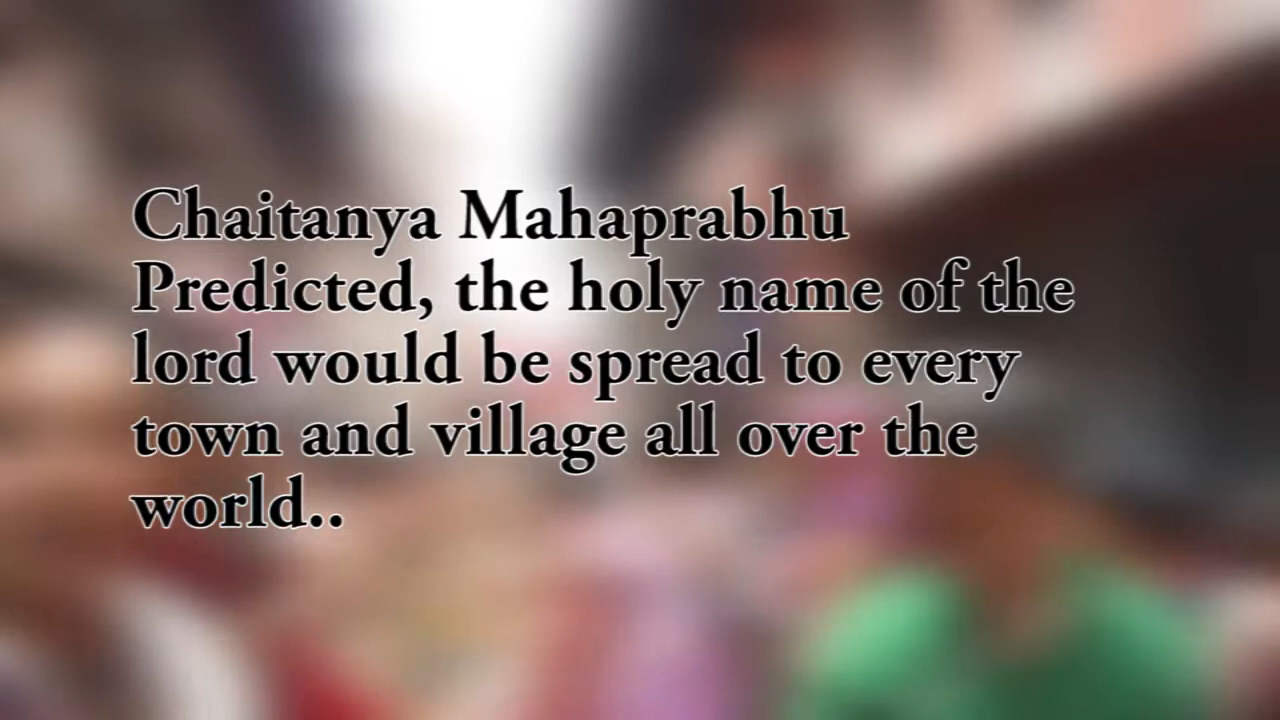 Chaitanya Mahaprabhu
Predicted, the holy name of the
lord would be spread to every
town and village all over the
world..